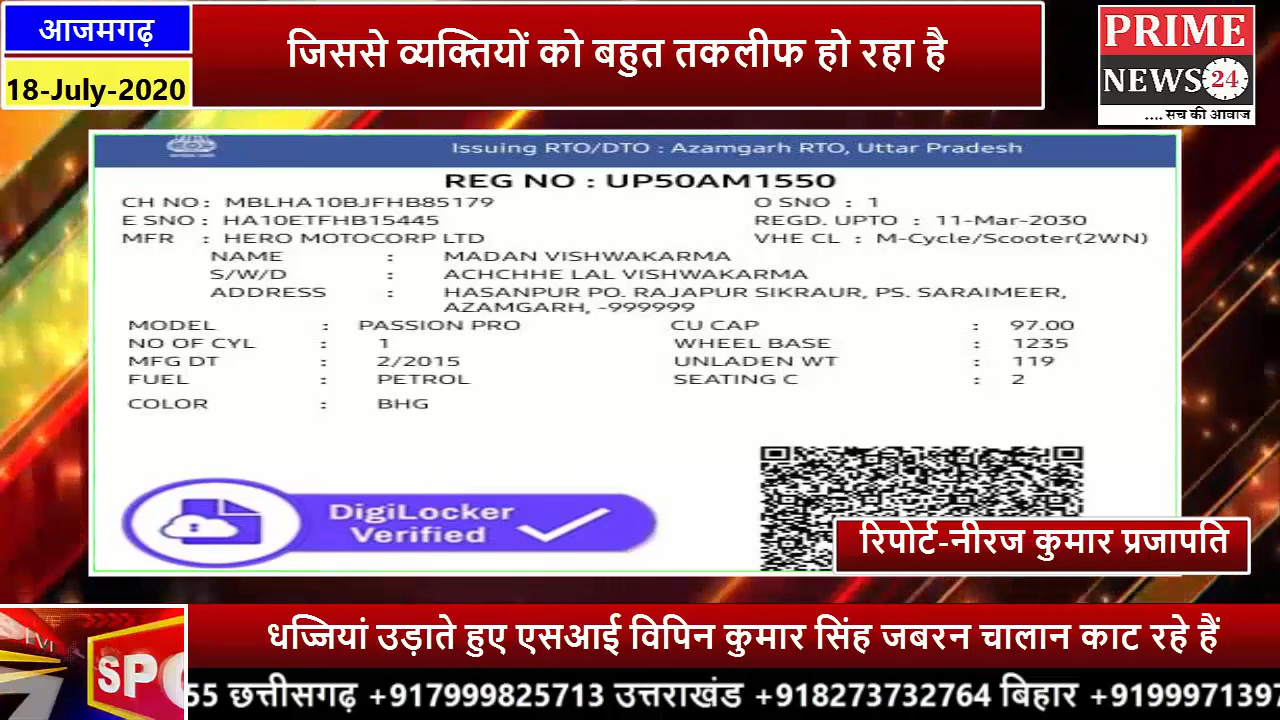 आजमगढ़
18-July-2020
जिससे व्यक्तियों को बहुत तकलीफ हो रहा है
PRIME
NEWS 24
....सच की आवाज
Issuing RTO/DTO : Azamgarh RTO, Uttar Pradesh
REG NO : UP50AM1550
CH NO : MBLHA10BJFHB85179 O SNO : 1
E SNO : HA10ETFHB15445 REGD. UPTO : 11-Mar-2030
MFR : HERO MOTOCORP LTD VHE CL : M-Cycle/Scooter(2WN)
NAME : MADAN VISHWAKARMA
S/W/D : ACHCHHE LAL VISHWAKARMA
ADDRESS : HASANPUR PO. RAJAPUR SIKRAUR, PS. SARAIMEER,
AZAMGARH, -999999
MODEL : PASSION PRO CU CAP : 97.00
NO OF CYL : 1 WHEEL BASE : 1235
MFG DT : 2/2015 UNLADEN WT : 119
FUEL : PETROL SEATING C : 2
COLOR : BHG
DigiLocker
Verified
रिपोर्ट-नीरज कुमार प्रजापति
SPO
धज्जियां उड़ाते हुए एसआई विपिन कुमार सिंह जबरन चालान काट रहे हैं
55 छत्तीसगढ़ +917999825713 उत्तराखंड +918273732764 बिहार +919997139